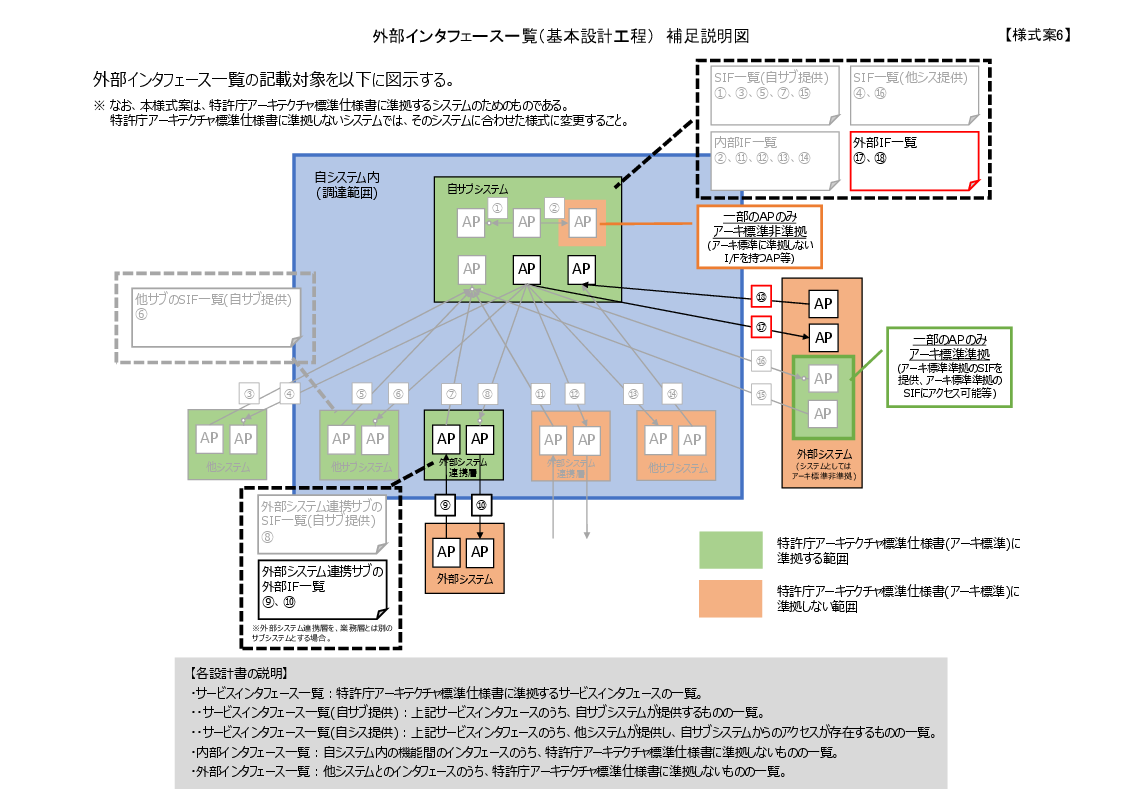 外部インタフェース一覧（基本設計工程） 補足説明図
【様式案6】
外部インタフェース一覧の記載対象を以下に図示する。
※ なお、本様式案は、特許庁アーキテクチャ標準仕様書に準拠するシステムのためのものである。
特許庁アーキテクチャ標準仕様書に準拠しないシステムでは、そのシステムに合わせた様式に変更すること。
SIF一覧(自サブ提供)
①、③、⑤、⑦、⑮
SIF一覧(他シス提供)
④、⑯
内部IF一覧
②、⑪、⑫、⑬、⑭
外部IF一覧
⑰、⑱
自システム内
(調達範囲)
自サブシステム
AP
①
AP
②
AP
AP
AP
AP
一部のAPのみ
アーキ標準非準拠
(アーキ標準に準拠しない
I/Fを持つAP等)
他サブのSIF一覧(自サブ提供)
⑥
⑱
AP
⑰
AP
⑯
AP
⑮
AP
外部システム
(システムとしては
アーキ標準非準拠)
一部のAPのみ
アーキ標準準拠
(アーキ標準準拠のSIFを
提供、アーキ標準準拠の
SIFにアクセス可能等)
③
④
⑤
⑥
⑦
⑧
⑪
⑫
⑬
⑭
AP
AP
他システム
AP
AP
他サブシステム
AP
AP
外部システム
連携層
AP
AP
外部システム
連携層
AP
AP
他サブシステム
⑨
⑩
AP
AP
外部システム
外部システム連携サブの
SIF一覧(自サブ提供)
⑧
外部システム連携サブの
外部IF一覧
⑨、⑩
※外部システム連携層を、業務層とは別の
サブシステムとする場合。
特許庁アーキテクチャ標準仕様書(アーキ標準)に
準拠する範囲
特許庁アーキテクチャ標準仕様書(アーキ標準)に
準拠しない範囲
【各設計書の説明】
・サービスインタフェース一覧：特許庁アーキテクチャ標準仕様書に準拠するサービスインタフェースの一覧。
・・サービスインタフェース一覧(自サブ提供)：上記サービスインタフェースのうち、自サブシステムが提供するものの一覧。
・・サービスインタフェース一覧(自シス提供)：上記サービスインタフェースのうち、他システムが提供し、自サブシステムからのアクセスが存在するものの一覧。
・内部インタフェース一覧：自システム内の機能間のインタフェースのうち、特許庁アーキテクチャ標準仕様書に準拠しないものの一覧。
・外部インタフェース一覧：他システムとのインタフェースのうち、特許庁アーキテクチャ標準仕様書に準拠しないものの一覧。